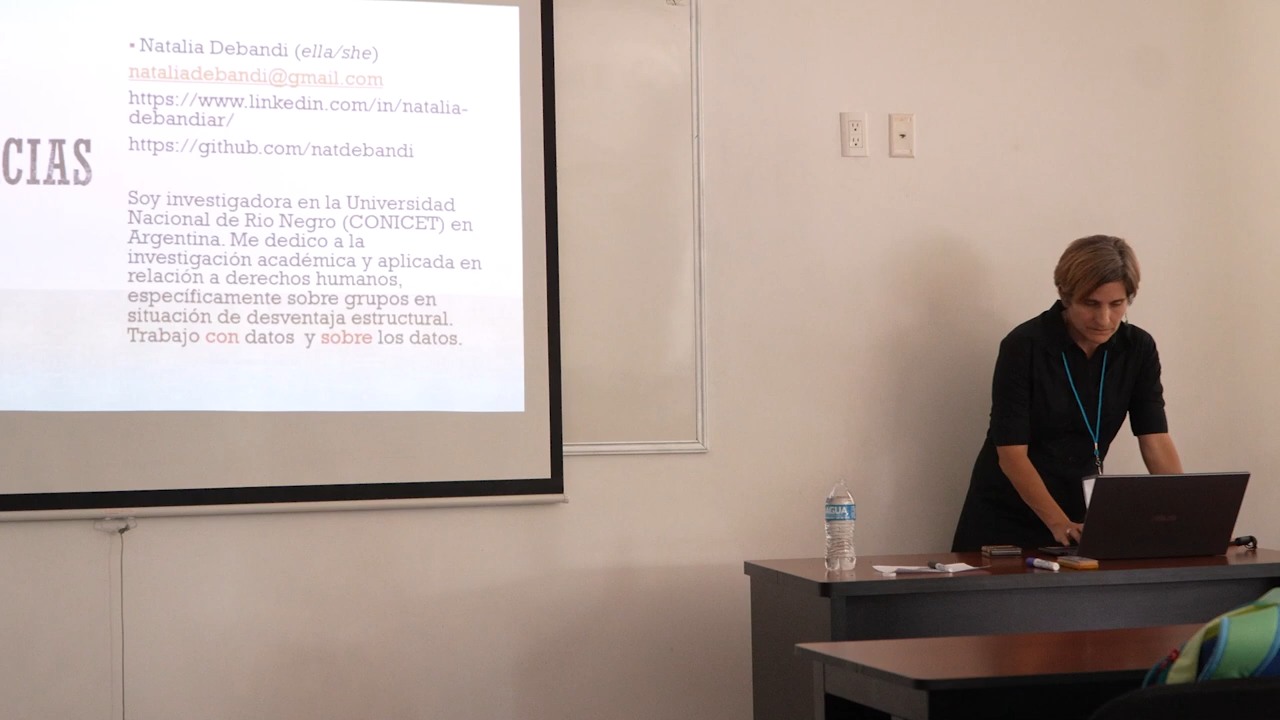 CIAS
▪ Natalia Debandi (ella/she)
nataliadebandi@gmail.com
https://www.linkedin.com/in/natalia-
debandiar/
https://github.com/natdebandi
Soy investigadora en la Universidad
Nacional de Rio Negro (CONICET) en
Argentina. Me dedico a la
investigación académica y aplicada en
relación a derechos humanos,
específicamente sobre grupos en
situación de desventaja estructural.
Trabajo con datos y sobre los datos.
AGUA
ASUS